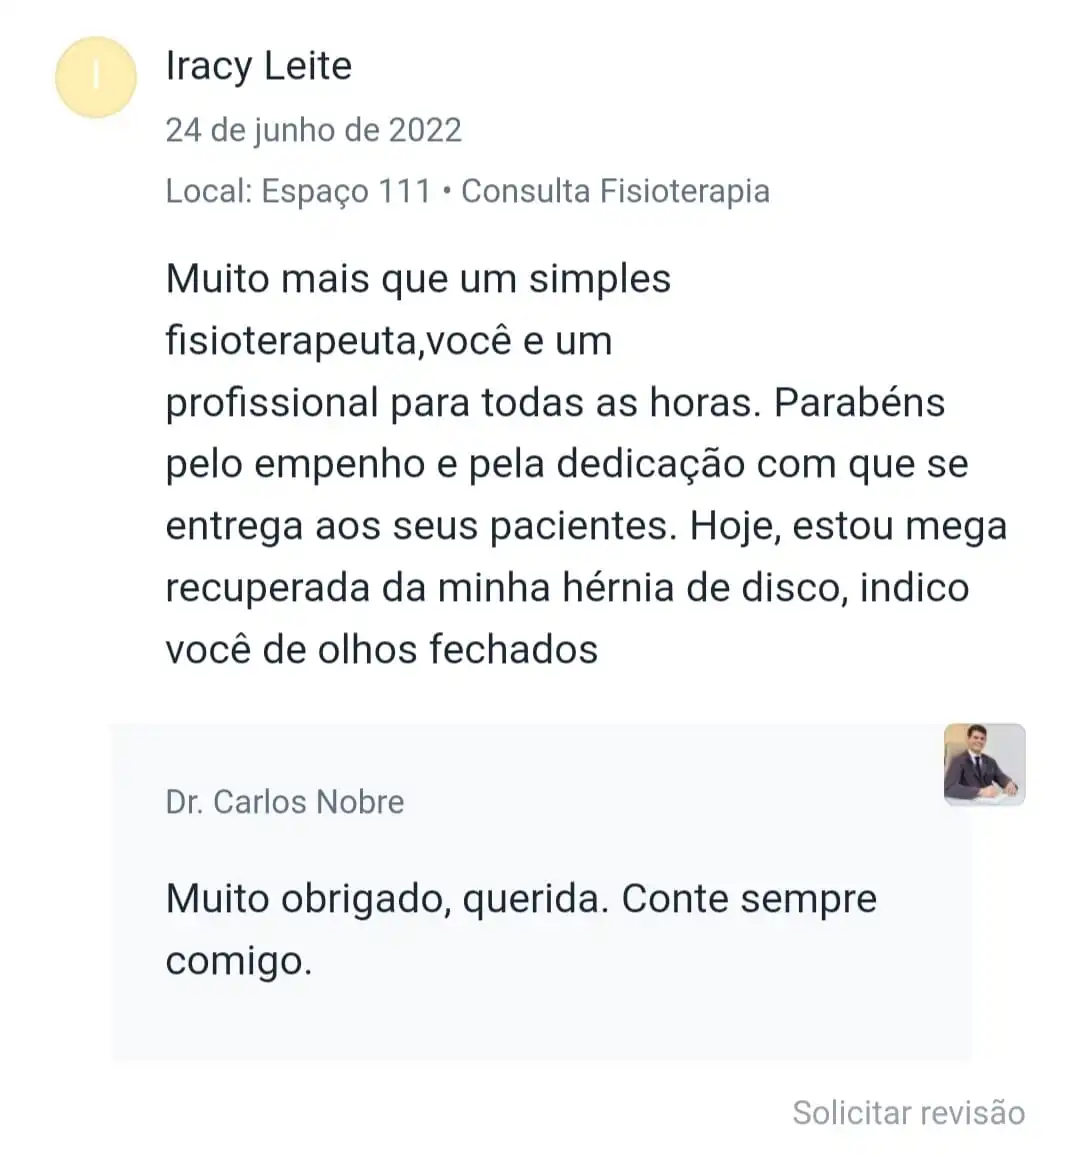 I
Iracy Leite
24 de junho de 2022
Local: Espaço 111 • Consulta Fisioterapia
Muito mais que um simples
fisioterapeuta,você e um
profissional para todas as horas. Parabéns
pelo empenho e pela dedicação com que se
entrega aos seus pacientes. Hoje, estou mega
recuperada da minha hérnia de disco, indico
você de olhos fechados
Dr. Carlos Nobre
Muito obrigado, querida. Conte sempre
comigo.
Solicitar revisão